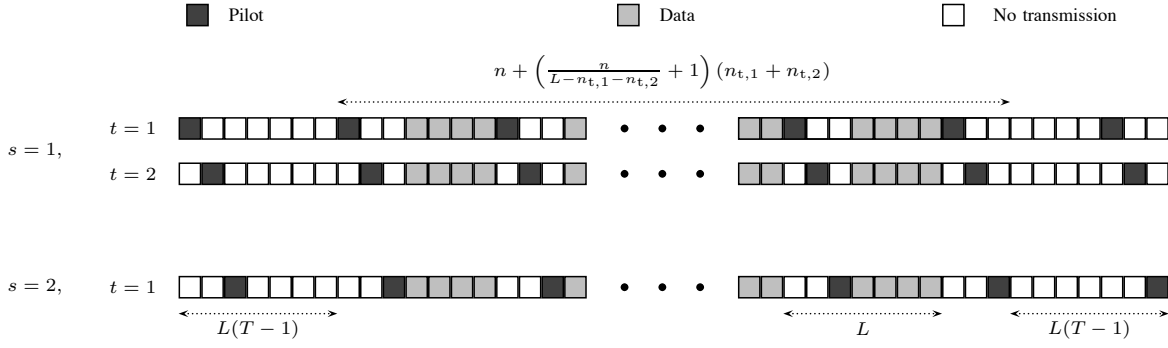 Pilot Data No transmission
n + (n/(L−n_{t,1}−n_{t,2}) + 1) (n_{t,1} + n_{t,2})
t = 1
s = 1,
t = 2
s = 2, t = 1
L(T − 1) L L(T − 1)